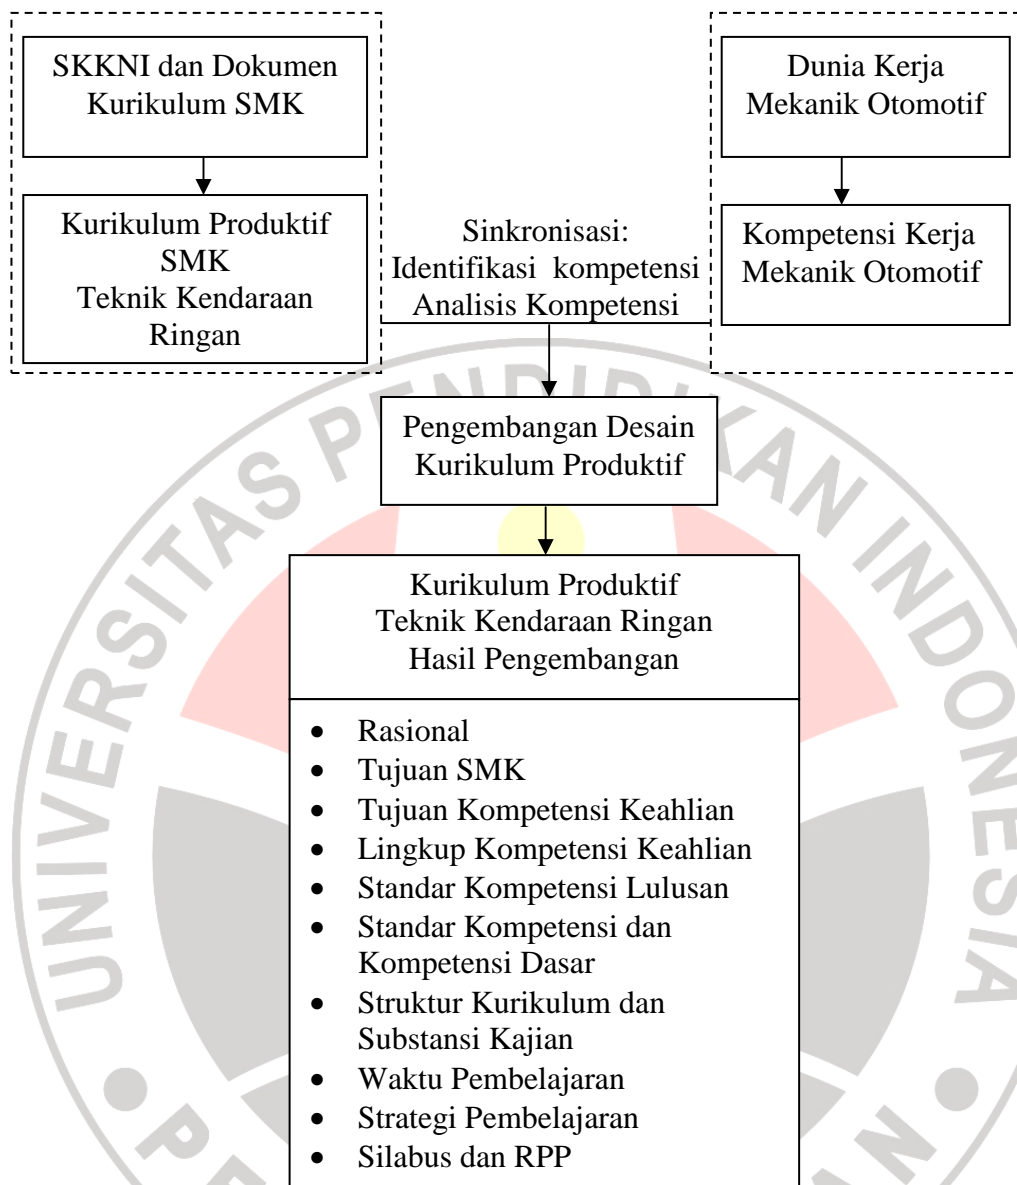 SKKNI dan Dokumen
Kurikulum SMK
Kurikulum Produktif
SMK
Teknik Kendaraan
Ringan
Dunia Kerja
Mekanik Otomotif
Kompetensi Kerja
Mekanik Otomotif
Sinkronisasi:
Identifikasi kompetensi
Analisis Kompetensi
Pengembangan Desain
Kurikulum Produktif
Kurikulum Produktif
Teknik Kendaraan Ringan
Hasil Pengembangan
• Rasional
• Tujuan SMK
• Tujuan Kompetensi Keahlian
• Lingkup Kompetensi Keahlian
• Standar Kompetensi Lulusan
• Standar Kompetensi dan
Kompetensi Dasar
• Struktur Kurikulum dan
Substansi Kajian
• Waktu Pembelajaran
• Strategi Pembelajaran
• Silabus dan RPP
UNIVERSITAS PENDIDIKAN INDONESIA